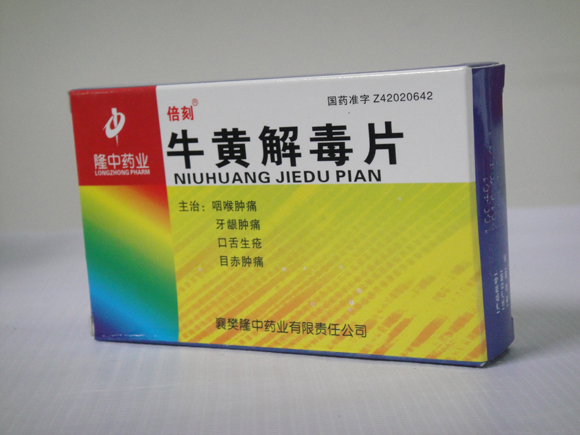 倍刻®
国药准字 Z42020642
隆中药业
LONGZHONG PHARM
牛黄解毒片
NIUHUANG JIEDU PIAN
主治：咽喉肿痛
牙龈肿痛
口舌生疮
目赤肿痛
襄樊隆中药业有限责任公司